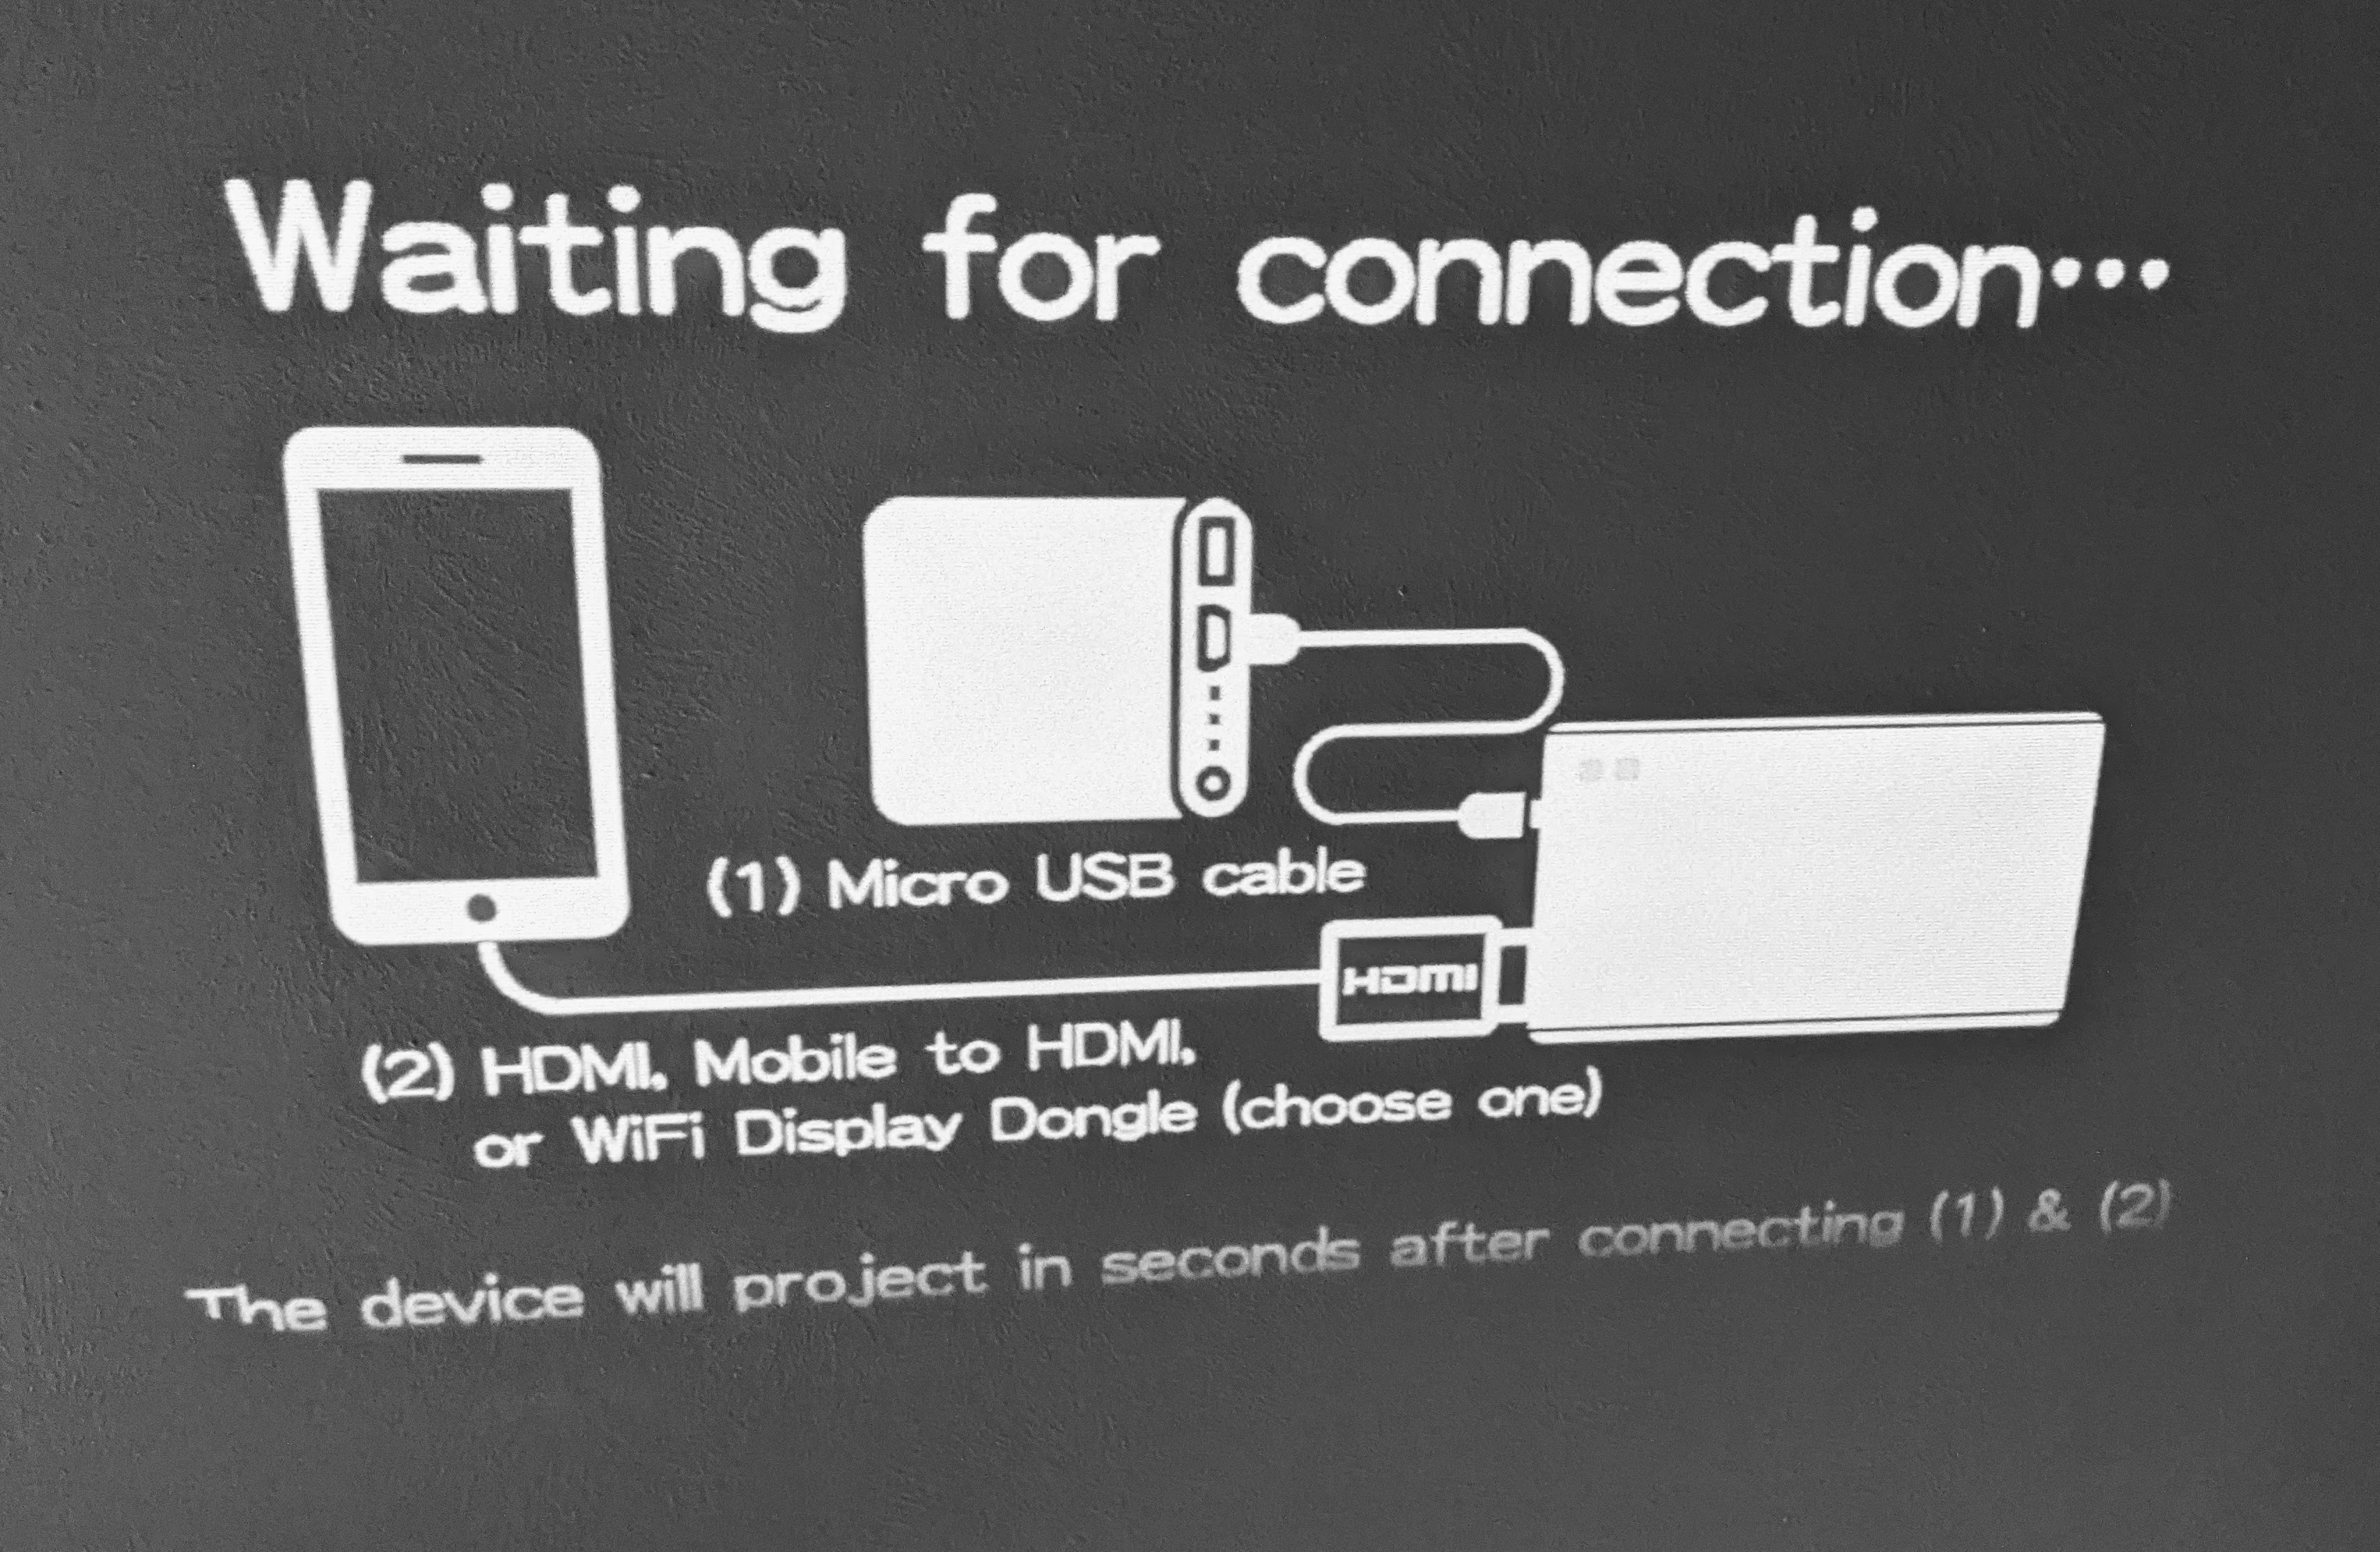 Waiting for connection···
(1) Micro USB cable
HDMI
(2) HDMI, Mobile to HDMI,
or WiFi Display Dongle (choose one)
The device will project in seconds after connecting (1) & (2)